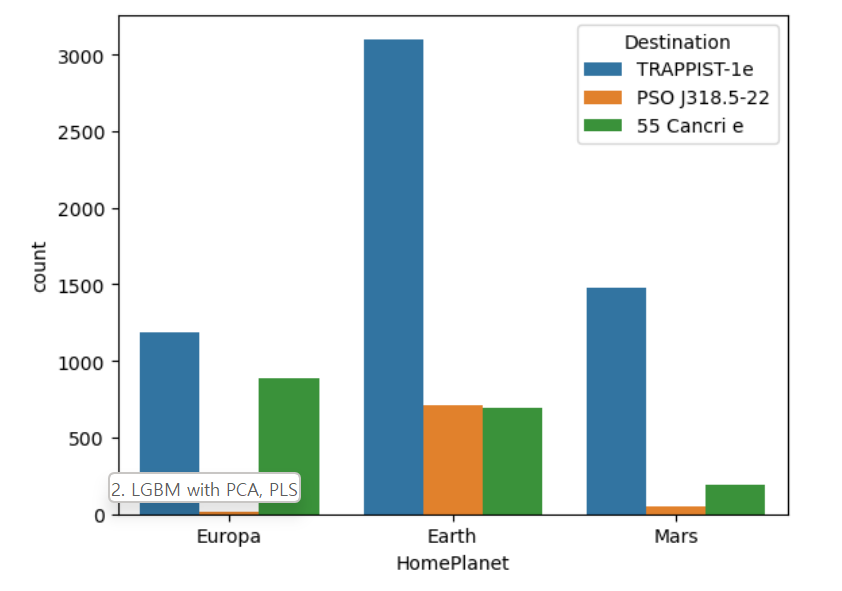 Destination
TRAPPIST-1e
PSO J318.5-22
55 Cancri e
3000
2500
2000
1500
1000
500
0
count
2. LGBM with PCA, PLS
Europa
Earth
Mars
HomePlanet